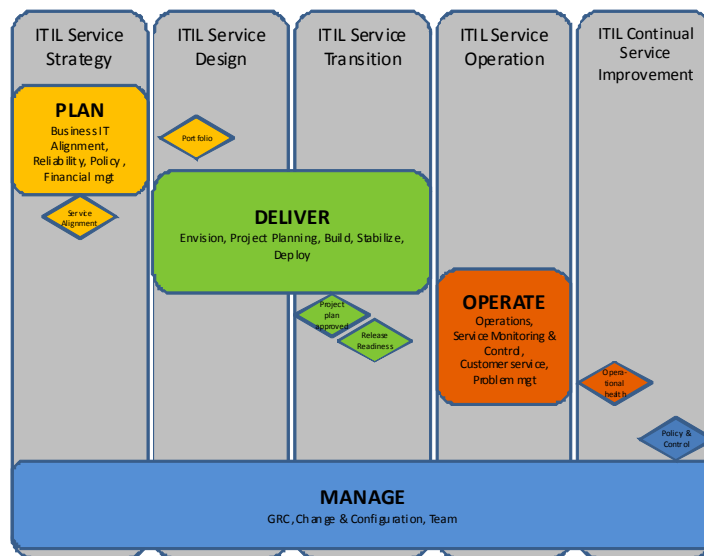 ITIL Service
Strategy
ITIL Service
Design
ITIL Service
Transition
ITIL Service
Operation
ITIL Continual
Service
Improvement
PLAN
Business IT
Alignment,
Reliability, Policy,
Financial mgt
Portfolio
Service
Alignment
DELIVER
Envision, Project Planning, Build, Stabilize,
Deploy
Project
plan
approved
Release
Readiness
OPERATE
Operations,
Service Monitoring &
Control,
Customer service,
Problem mgt
Opera-
tional
health
Policy &
Control
MANAGE
GRC, Change & Configuration, Team